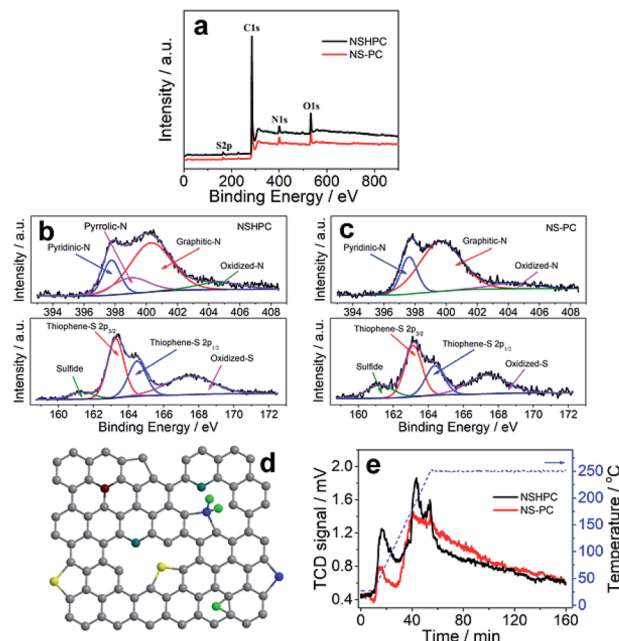 a
C1s
NSHPC
NS-PC
O1s
N1s
S2p
Intensity / a.u.
0 200 400 600 800
Binding Energy / eV
b
Pyrrolic-N
NSHPC
Pyridinic-N
Graphitic-N
Oxidized-N
Intensity / a.u.
394 396 398 400 402 404 406 408
Thiophene-S 2p3/2
Thiophene-S 2p1/2
Sulfide
Oxidized-S
Intensity / a.u.
160 162 164 166 168 170 172
Binding Energy / eV
c
NS-PC
Pyridinic-N
Graphitic-N
Oxidized-N
Intensity / a.u.
394 396 398 400 402 404 406 408
Thiophene-S 2p3/2
Thiophene-S 2p1/2
Sulfide
Oxidized-S
Intensity / a.u.
160 162 164 166 168 170 172
Binding Energy / eV
d
e
NSHPC
NS-PC
TCD signal / mV
2.0
1.6
1.2
0.8
0.4
0 40 80 120 160
Time / min
250
200
150
100
50
0
Temperature / °C